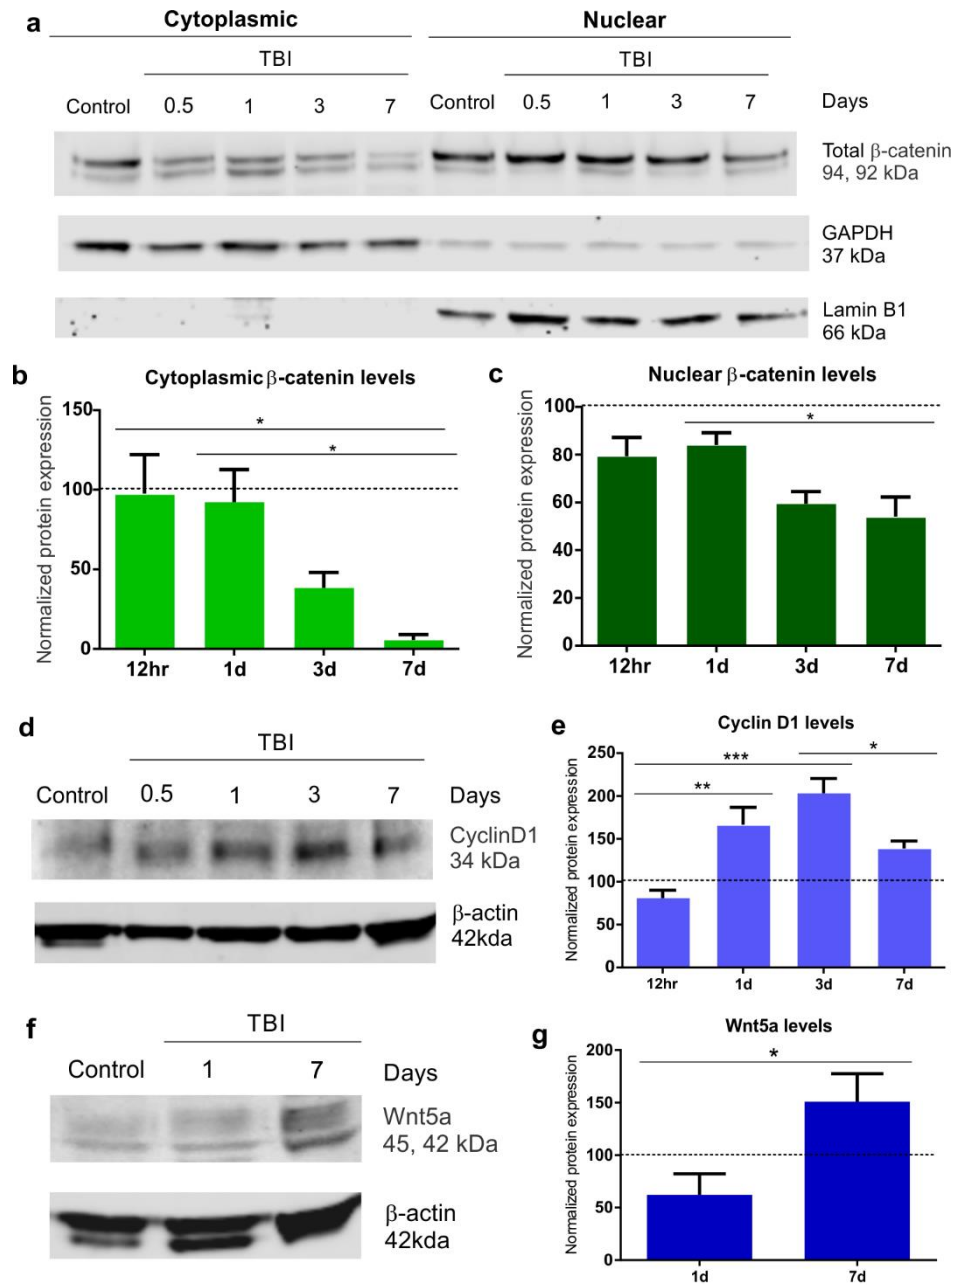 a
Cytoplasmic Nuclear
TBI TBI
Control 0.5 1 3 7 Control 0.5 1 3 7 Days
Total β-catenin
94, 92 kDa
GAPDH
37 kDa
Lamin B1
66 kDa
b
Cytoplasmic β-catenin levels
Normalized protein expression
150
100
50
0
*
*
12hr 1d 3d 7d
c
Nuclear β-catenin levels
Normalized protein expression
100
80
60
40
20
0
*
12hr 1d 3d 7d
d
TBI
Control 0.5 1 3 7 Days
CyclinD1
34 kDa
β-actin
42kda
e
Cyclin D1 levels
Normalized protein expression
250
200
150
100
50
0
***
*
**
12hr 1d 3d 7d
f
TBI
Control 1 7 Days
Wnt5a
45, 42 kDa
β-actin
42kda
g
Wnt5a levels
Normalized protein expression
200
150
100
50
0
*
1d 7d